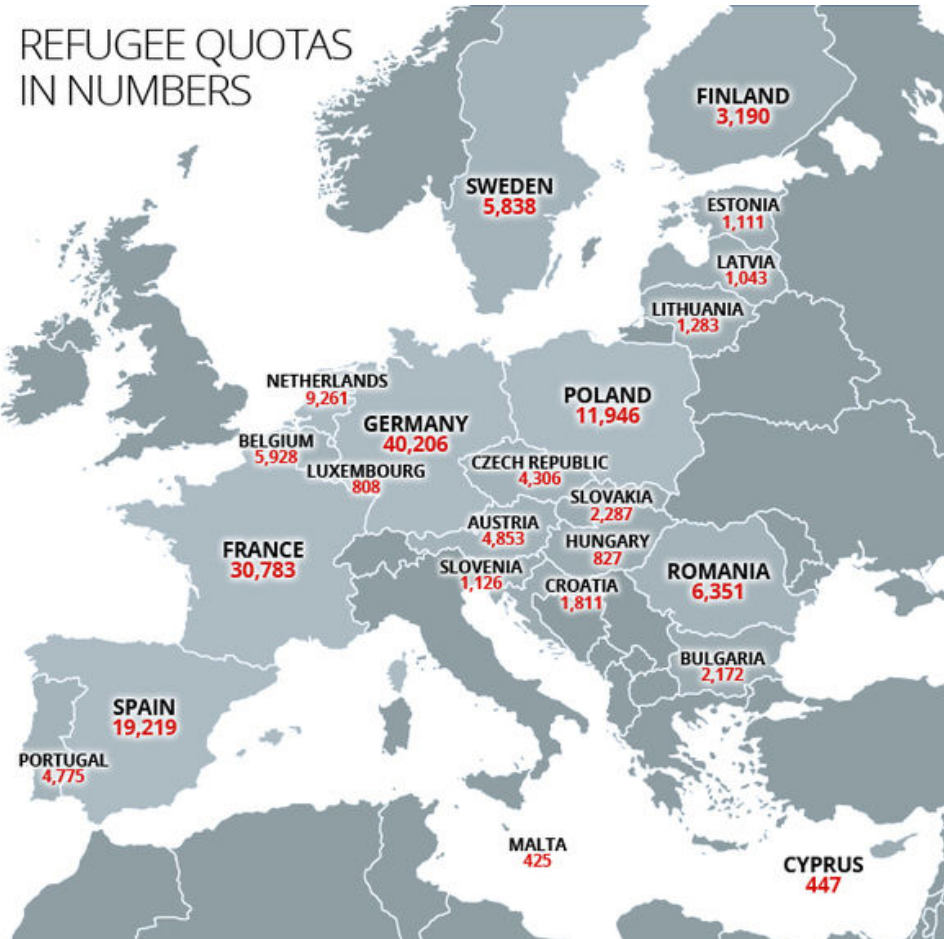 REFUGEE QUOTAS
IN NUMBERS
FINLAND
3,190
SWEDEN
5,838
ESTONIA
1,111
LATVIA
1,043
LITHUANIA
1,283
NETHERLANDS
9,261
POLAND
11,946
GERMANY
40,206
BELGIUM
5,928
LUXEMBOURG
808
CZECH REPUBLIC
4,306
SLOVAKIA
2,287
AUSTRIA
4,853
HUNGARY
827
FRANCE
30,783
SLOVENIA
1,126
CROATIA
1,811
ROMANIA
6,351
BULGARIA
2,172
SPAIN
19,219
PORTUGAL
4,775
MALTA
425
CYPRUS
447